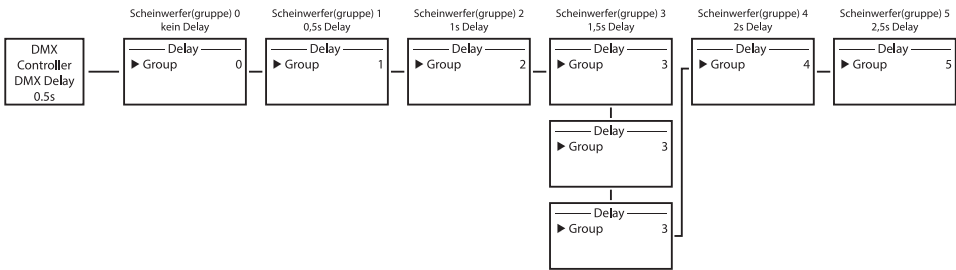 Scheinwerfer(gruppe) 0
kein Delay
Scheinwerfer(gruppe) 1
0,5s Delay
Scheinwerfer(gruppe) 2
1s Delay
Scheinwerfer(gruppe) 3
1,5s Delay
Scheinwerfer(gruppe) 4
2s Delay
Scheinwerfer(gruppe) 5
2,5s Delay
DMX
Controller
DMX Delay
0.5s
Delay
▶ Group 0
Delay
▶ Group 1
Delay
▶ Group 2
Delay
▶ Group 3
Delay
▶ Group 4
Delay
▶ Group 5
Delay
▶ Group 3
Delay
▶ Group 3